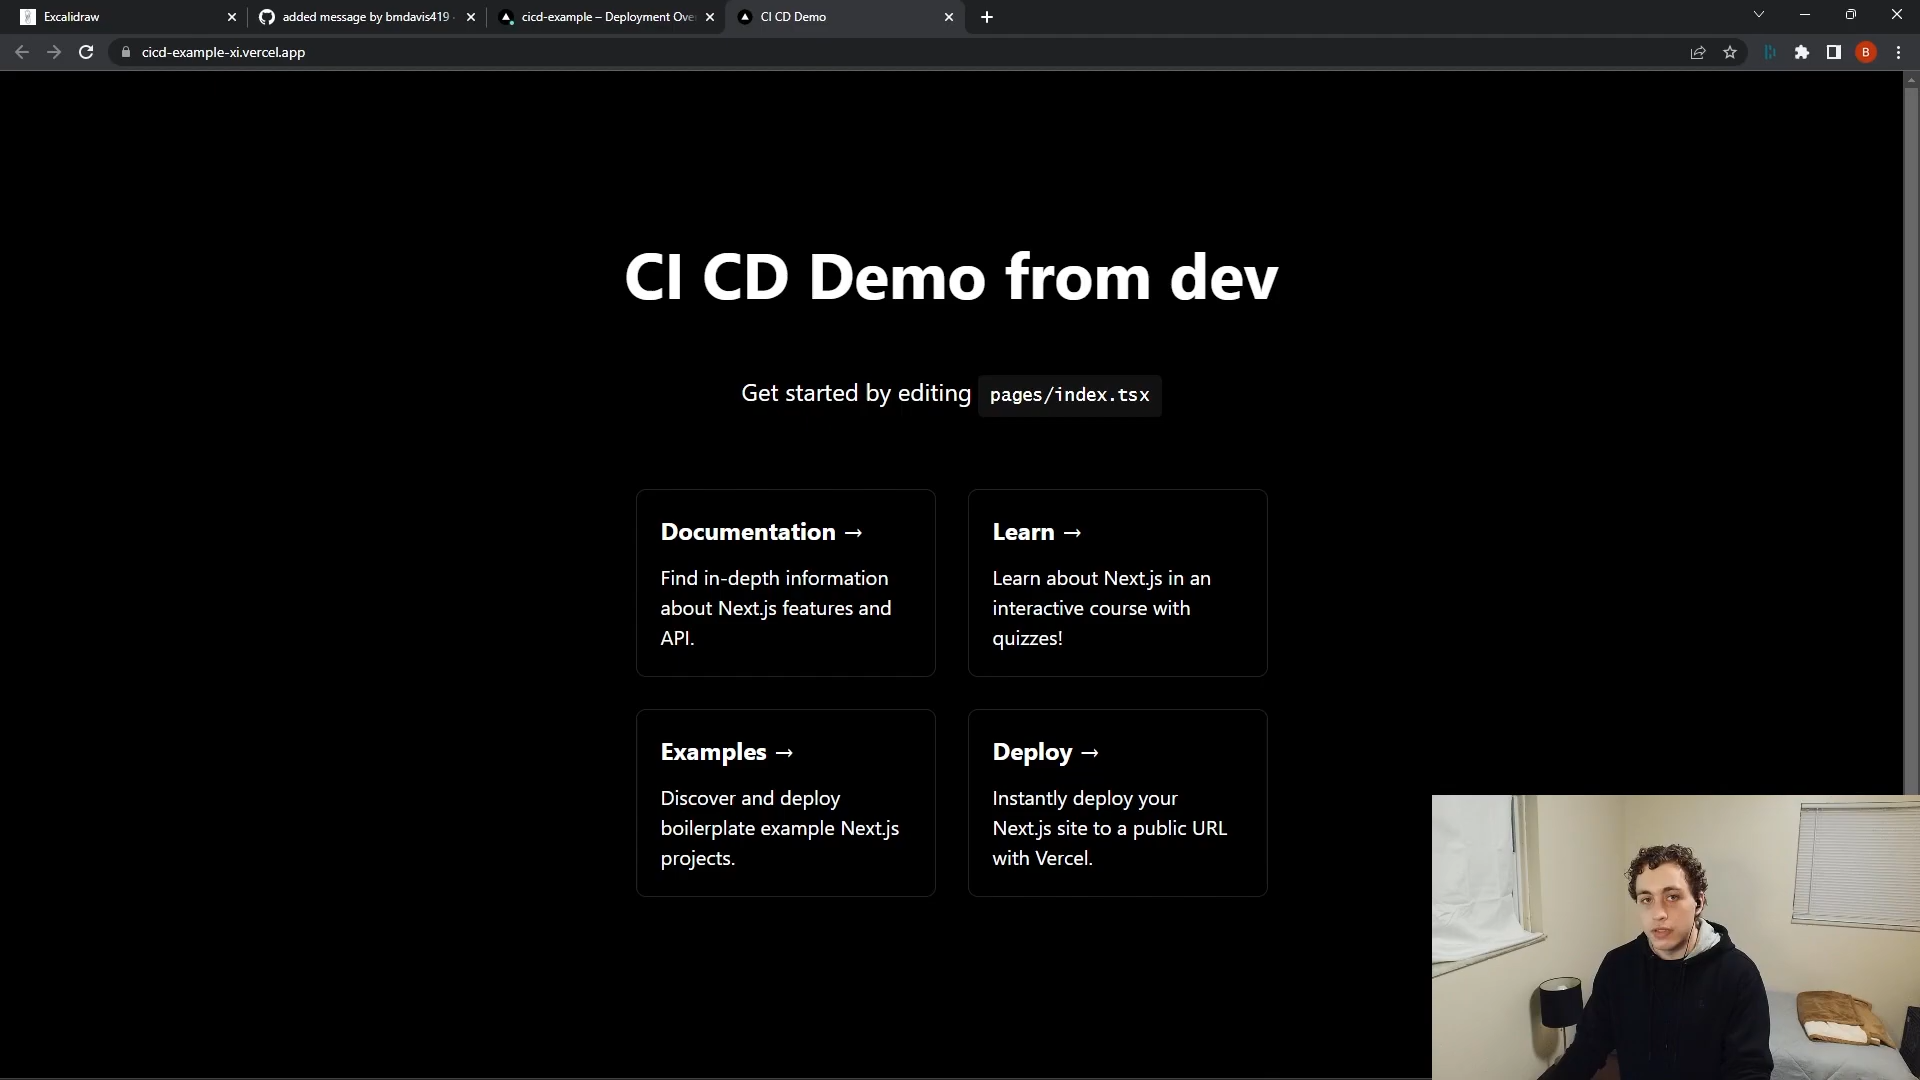 Excalidraw
added message by bmdavis419
cicd-example – Deployment Ove
CI CD Demo
cicd-example-xi.vercel.app
B
CI CD Demo from dev
Get started by editing pages/index.tsx
Documentation →
Find in-depth information
about Next.js features and
API.
Learn →
Learn about Next.js in an
interactive course with
quizzes!
Examples →
Discover and deploy
boilerplate example Next.js
projects.
Deploy →
Instantly deploy your
Next.js site to a public URL
with Vercel.